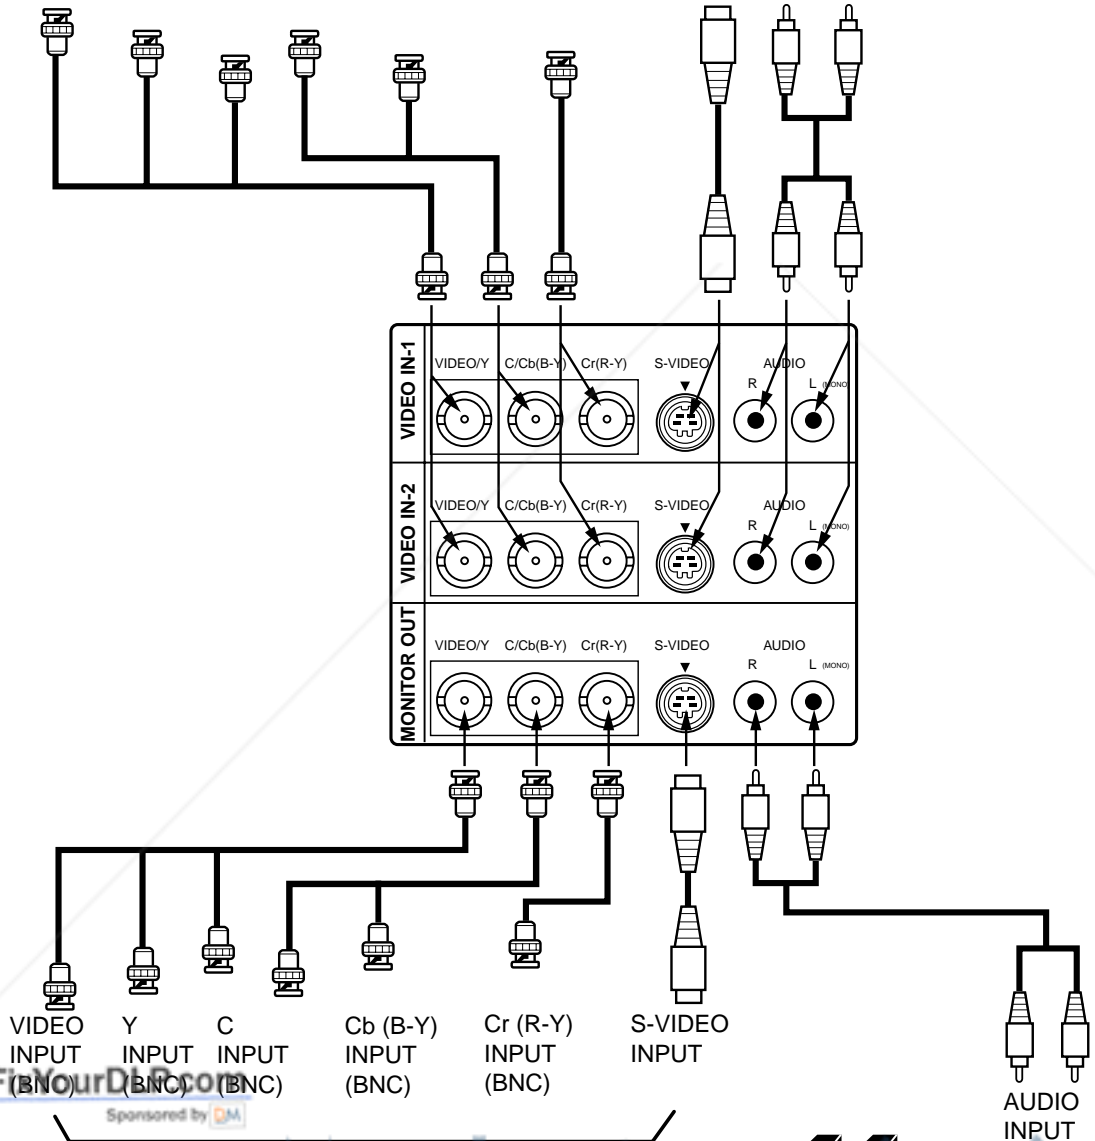 VIDEO IN-1
VIDEO/Y C/Cb(B-Y) Cr(R-Y) S-VIDEO AUDIO
R L (MONO)
VIDEO IN-2
VIDEO/Y C/Cb(B-Y) Cr(R-Y) S-VIDEO AUDIO
R L (MONO)
MONITOR OUT
VIDEO/Y C/Cb(B-Y) Cr(R-Y) S-VIDEO AUDIO
R L (MONO)
VIDEO
INPUT
(BNC)
Y
INPUT
(BNC)
C
INPUT
(BNC)
Cb (B-Y)
INPUT
(BNC)
Cr (R-Y)
INPUT
(BNC)
S-VIDEO
INPUT
AUDIO
INPUT
FixYourDLP.com
Sponsored by DM